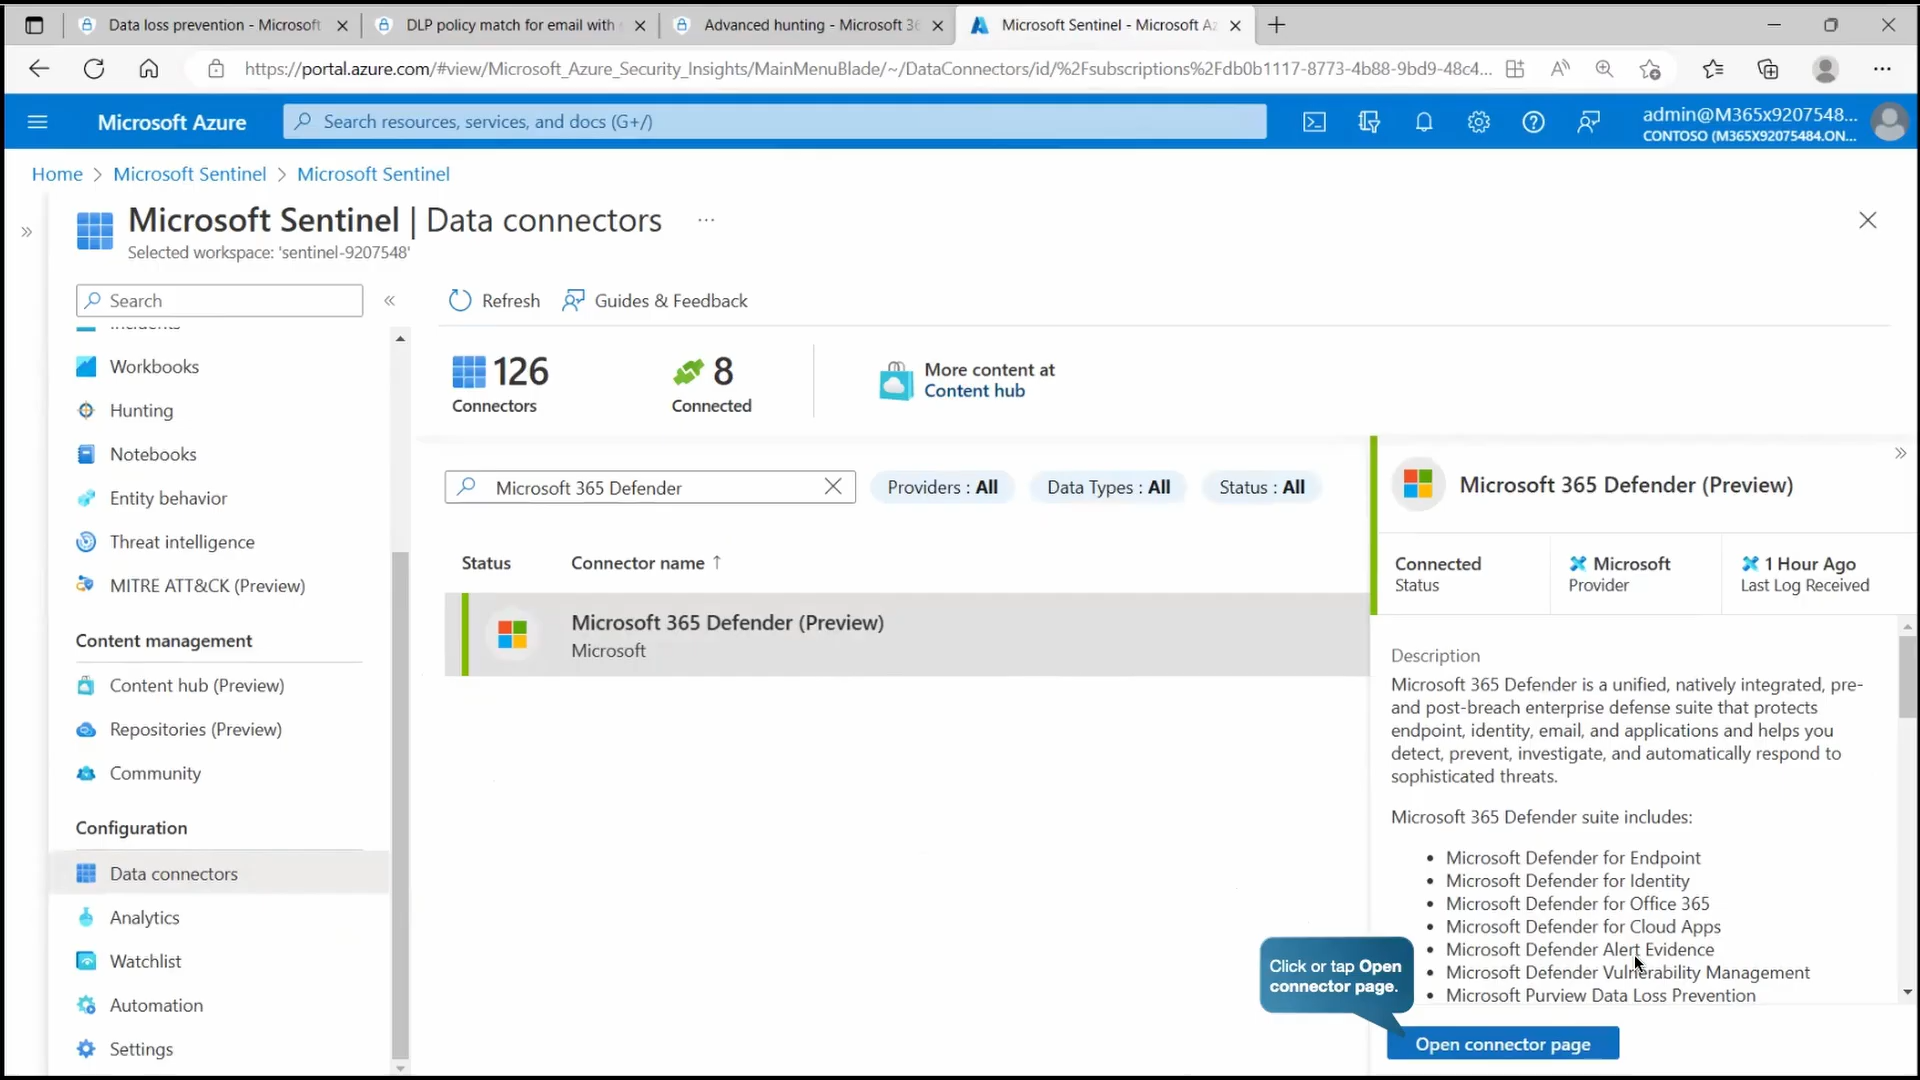 Data loss prevention - Microsoft
DLP policy match for email with
Advanced hunting - Microsoft 36
Microsoft Sentinel - Microsoft Az
https://portal.azure.com/#view/Microsoft_Azure_Security_Insights/MainMenuBlade/~/DataConnectors/id/%2Fsubscriptions%2Fdb0b1117-8773-4b88-9bd9-48c4...
Microsoft Azure
Search resources, services, and docs (G+/)
admin@M365x9207548...
CONTOSO (M365X92075484.ON...
Home > Microsoft Sentinel > Microsoft Sentinel
Microsoft Sentinel | Data connectors ...
Selected workspace: 'sentinel-9207548'
Search
Refresh
Guides & Feedback
Incidents
Workbooks
Hunting
Notebooks
Entity behavior
Threat intelligence
MITRE ATT&CK (Preview)
Content management
Content hub (Preview)
Repositories (Preview)
Community
Configuration
Data connectors
Analytics
Watchlist
Automation
Settings
126
Connectors
8
Connected
More content at
Content hub
Microsoft 365 Defender
Providers : All
Data Types : All
Status : All
Status
Connector name ↑
Microsoft 365 Defender (Preview)
Microsoft
Microsoft 365 Defender (Preview)
Connected
Status
Microsoft
Provider
1 Hour Ago
Last Log Received
Description
Microsoft 365 Defender is a unified, natively integrated, pre-
and post-breach enterprise defense suite that protects
endpoint, identity, email, and applications and helps you
detect, prevent, investigate, and automatically respond to
sophisticated threats.
Microsoft 365 Defender suite includes:
• Microsoft Defender for Endpoint
• Microsoft Defender for Identity
• Microsoft Defender for Office 365
• Microsoft Defender for Cloud Apps
• Microsoft Defender Alert Evidence
• Microsoft Defender Vulnerability Management
• Microsoft Purview Data Loss Prevention
Click or tap Open
connector page.
Open connector page